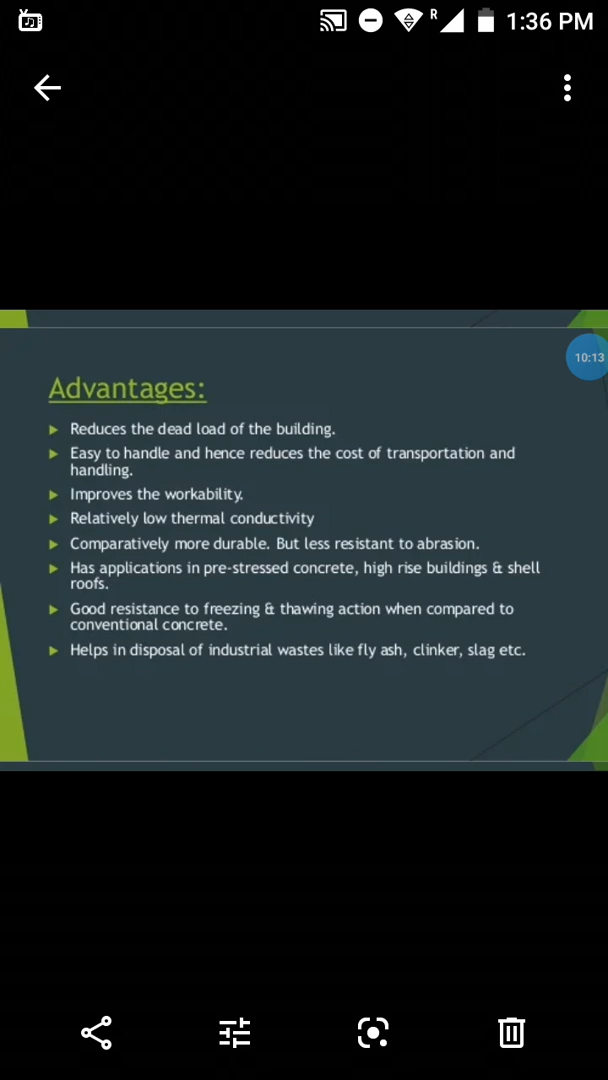 R 1:36 PM
10:13
Advantages:
Reduces the dead load of the building.
Easy to handle and hence reduces the cost of transportation and
handling.
Improves the workability.
Relatively low thermal conductivity
Comparatively more durable. But less resistant to abrasion.
Has applications in pre-stressed concrete, high rise buildings & shell
roofs.
Good resistance to freezing & thawing action when compared to
conventional concrete.
Helps in disposal of industrial wastes like fly ash, clinker, slag etc.